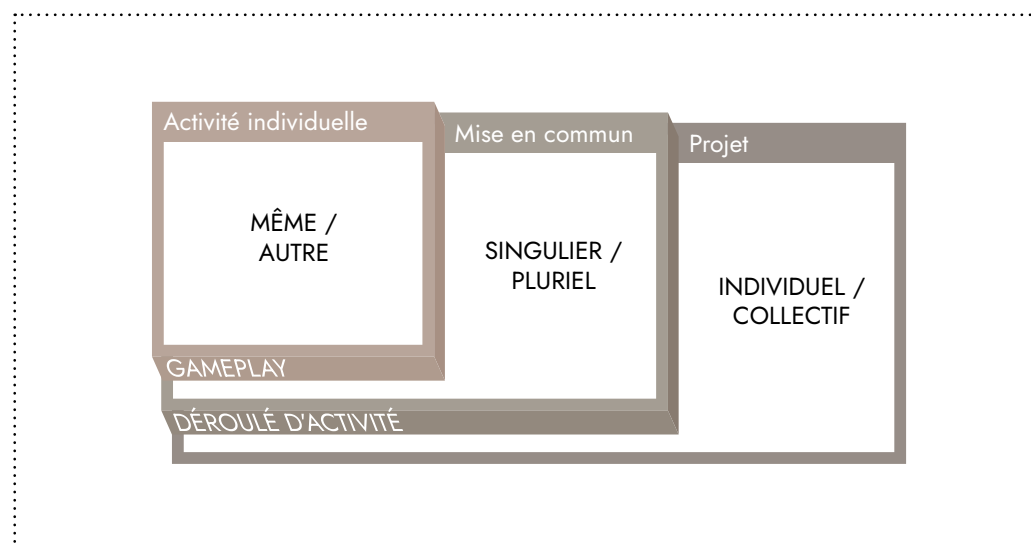 Activité individuelle
Mise en commun
Projet
MÊME /
AUTRE
SINGULIER /
PLURIEL
INDIVIDUEL /
COLLECTIF
GAMEPLAY
DÉROULÉ D'ACTIVITÉ